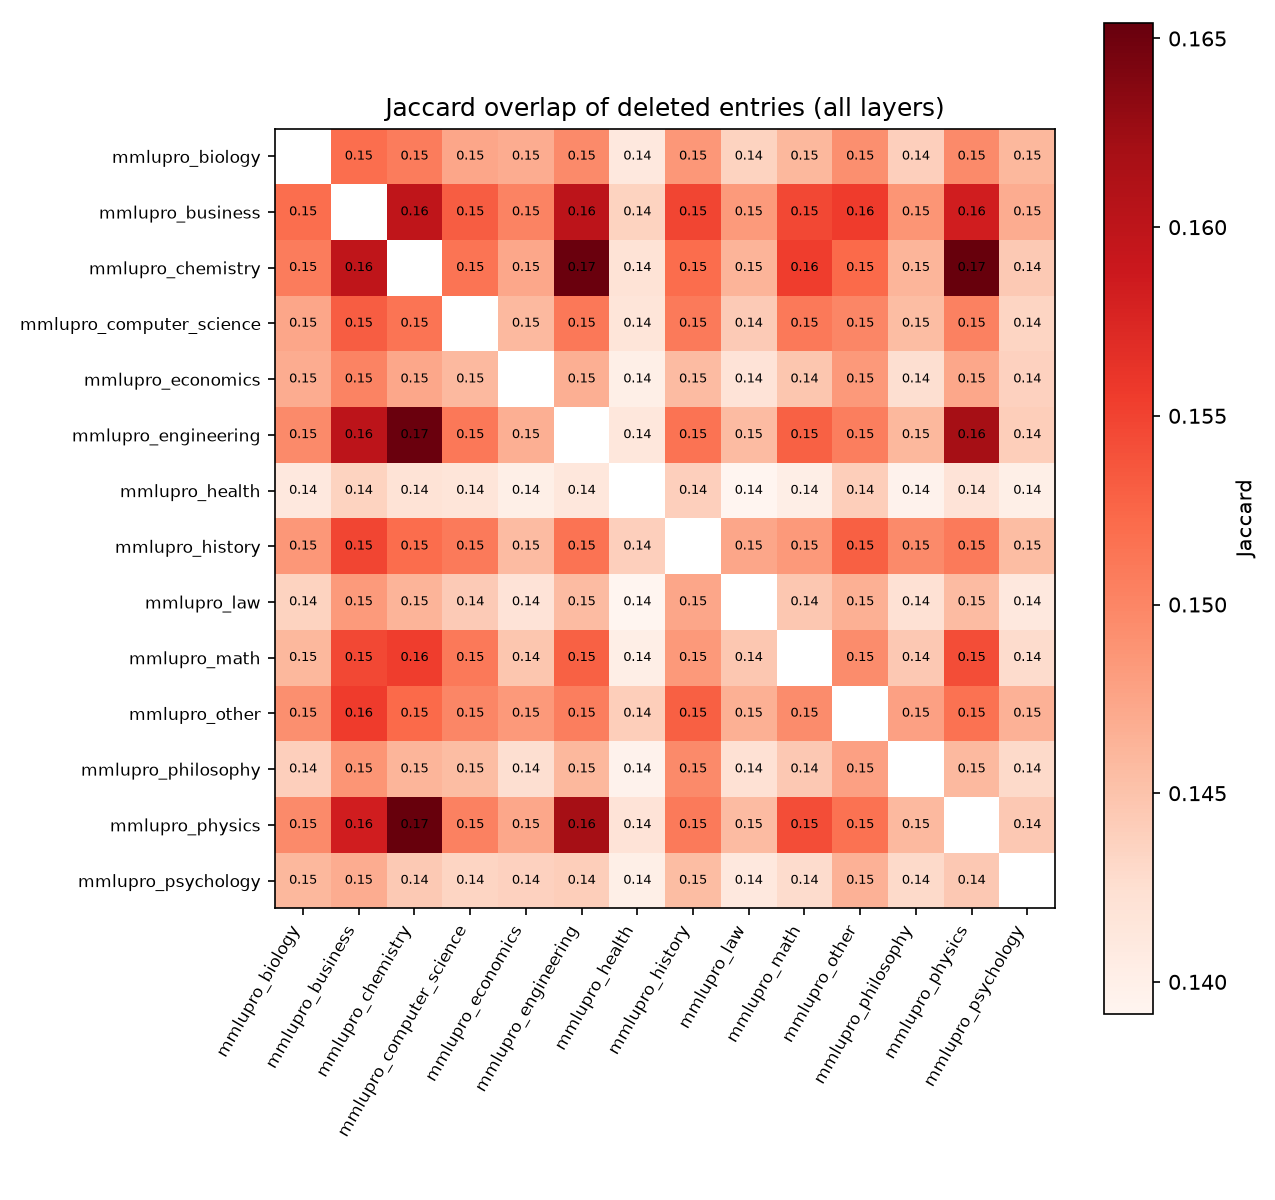 Jaccard overlap of deleted entries (all layers)
mmlupro_biology 0.15 0.15 0.15 0.15 0.15 0.14 0.15 0.14 0.15 0.15 0.14 0.15 0.15
mmlupro_business 0.15 0.16 0.15 0.15 0.16 0.14 0.15 0.15 0.15 0.16 0.15 0.16 0.15
mmlupro_chemistry 0.15 0.16 0.15 0.15 0.17 0.14 0.15 0.15 0.16 0.15 0.15 0.17 0.14
mmlupro_computer_science 0.15 0.15 0.15 0.15 0.15 0.14 0.15 0.14 0.15 0.15 0.15 0.15 0.14
mmlupro_economics 0.15 0.15 0.15 0.15 0.15 0.14 0.15 0.14 0.14 0.15 0.14 0.15 0.14
mmlupro_engineering 0.15 0.16 0.17 0.15 0.15 0.14 0.15 0.15 0.15 0.15 0.15 0.16 0.14
mmlupro_health 0.14 0.14 0.14 0.14 0.14 0.14 0.14 0.14 0.14 0.14 0.14 0.14 0.14
mmlupro_history 0.15 0.15 0.15 0.15 0.15 0.15 0.14 0.15 0.15 0.15 0.15 0.15 0.15
mmlupro_law 0.14 0.15 0.15 0.14 0.14 0.15 0.14 0.15 0.14 0.15 0.14 0.15 0.14
mmlupro_math 0.15 0.15 0.16 0.15 0.14 0.15 0.14 0.15 0.14 0.15 0.14 0.15 0.14
mmlupro_other 0.15 0.16 0.15 0.15 0.15 0.15 0.14 0.15 0.15 0.15 0.15 0.15 0.15
mmlupro_philosophy 0.14 0.15 0.15 0.15 0.14 0.15 0.14 0.15 0.14 0.14 0.15 0.15 0.14
mmlupro_physics 0.15 0.16 0.17 0.15 0.15 0.16 0.14 0.15 0.15 0.15 0.15 0.15 0.14
mmlupro_psychology 0.15 0.15 0.14 0.14 0.14 0.14 0.14 0.15 0.14 0.14 0.15 0.14 0.14
mmlupro_biology
mmlupro_business
mmlupro_chemistry
mmlupro_computer_science
mmlupro_economics
mmlupro_engineering
mmlupro_health
mmlupro_history
mmlupro_law
mmlupro_math
mmlupro_other
mmlupro_philosophy
mmlupro_physics
mmlupro_psychology
0.165
0.160
0.155
0.150
0.145
0.140
Jaccard